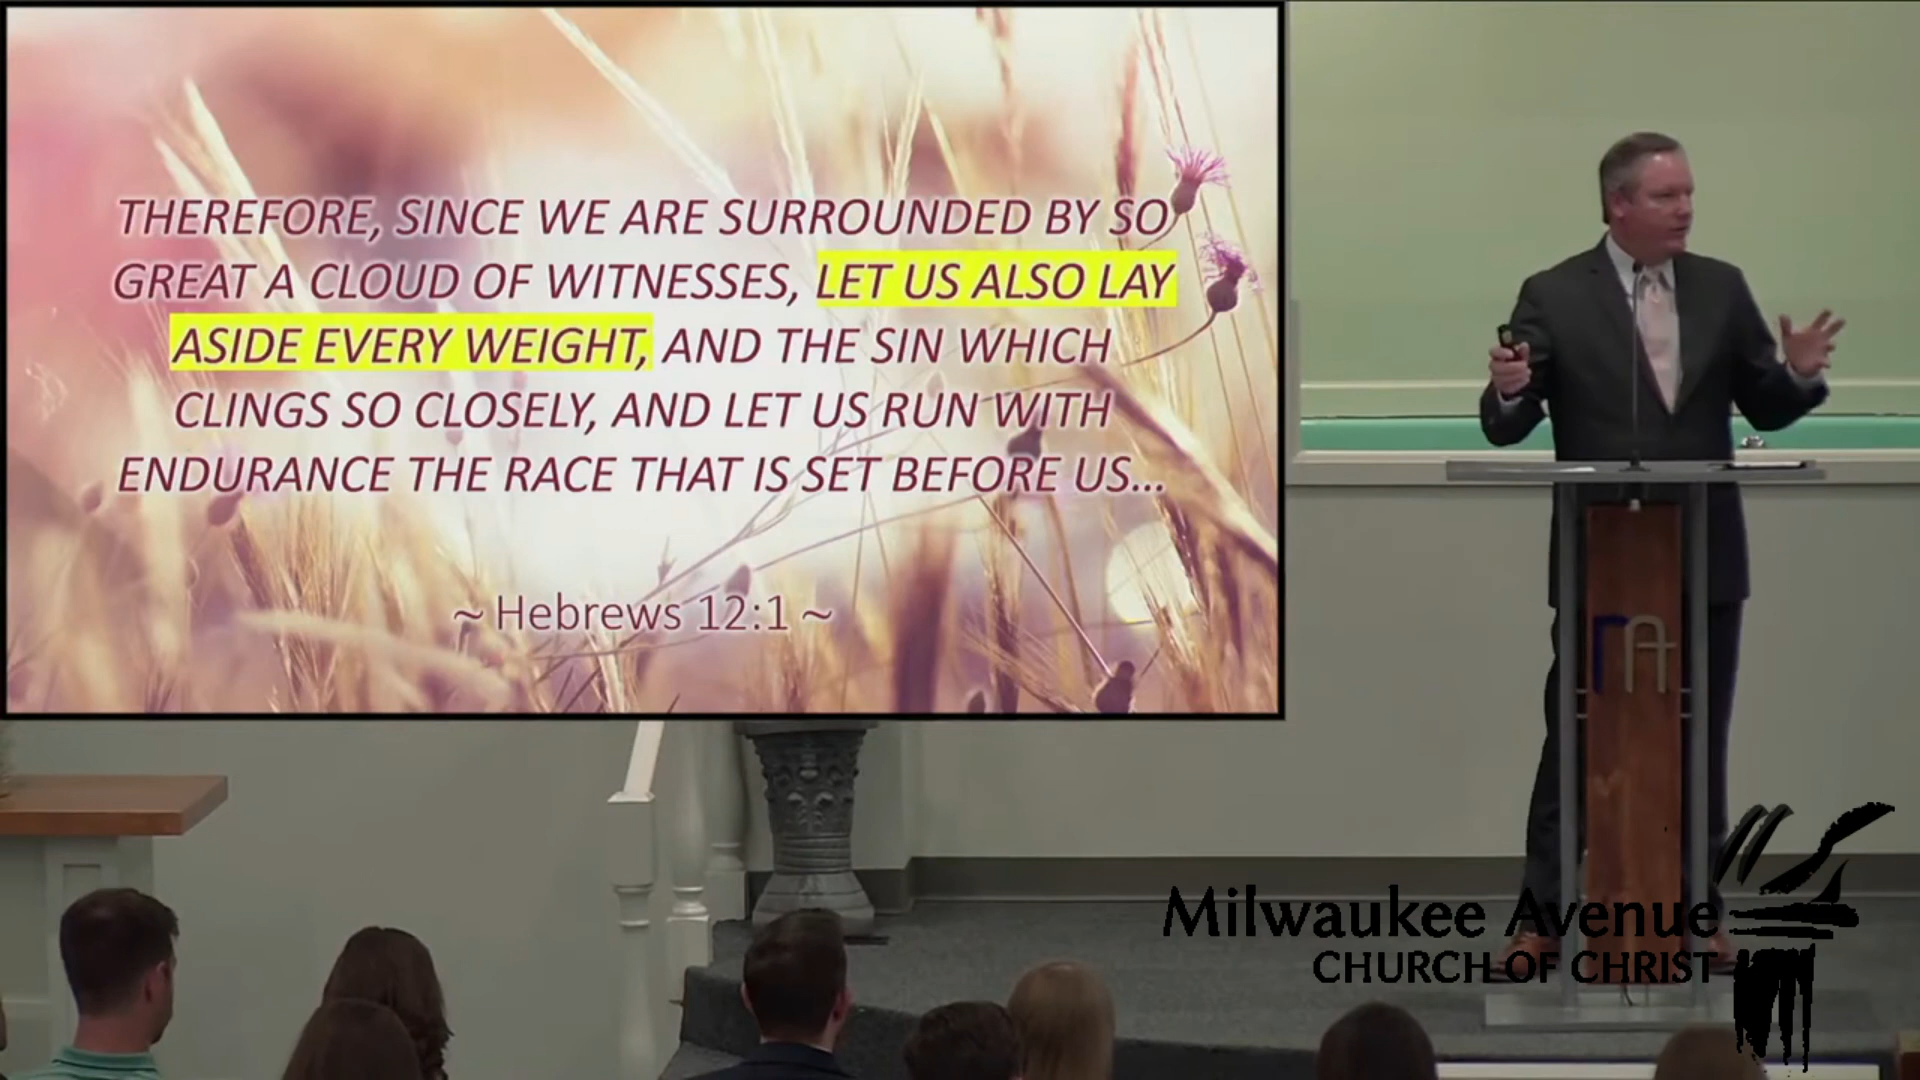 THEREFORE, SINCE WE ARE SURROUNDED BY SO
GREAT A CLOUD OF WITNESSES, LET US ALSO LAY
ASIDE EVERY WEIGHT, AND THE SIN WHICH
CLINGS SO CLOSELY, AND LET US RUN WITH
ENDURANCE THE RACE THAT IS SET BEFORE US...
~ Hebrews 12:1 ~
Milwaukee Avenue
CHURCH OF CHRIST